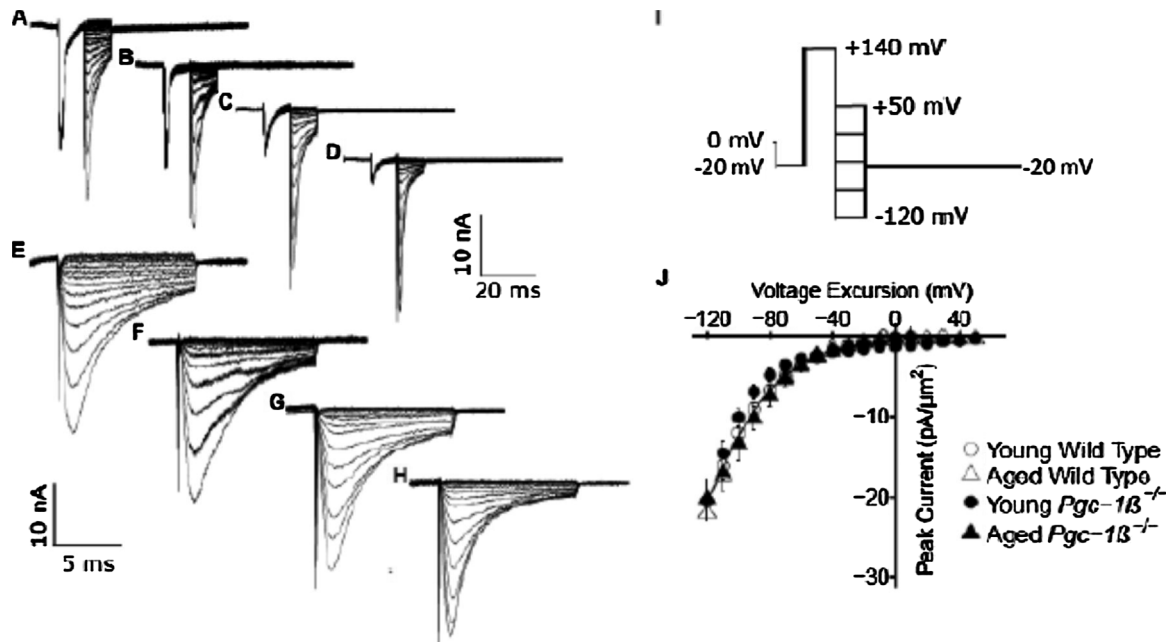 A
B
C
D
10 nA
20 ms
E
F
G
H
10 nA
5 ms
I
+140 mV
+50 mV
0 mV
-20 mV
-20 mV
-120 mV
J
Voltage Excursion (mV)
−120 −80 −40 0 40
−10
−20
−30
Peak Current (pA/µm²)
Young Wild Type
Aged Wild Type
Young Pgc−1ß⁻/⁻
Aged Pgc−1ß⁻/⁻